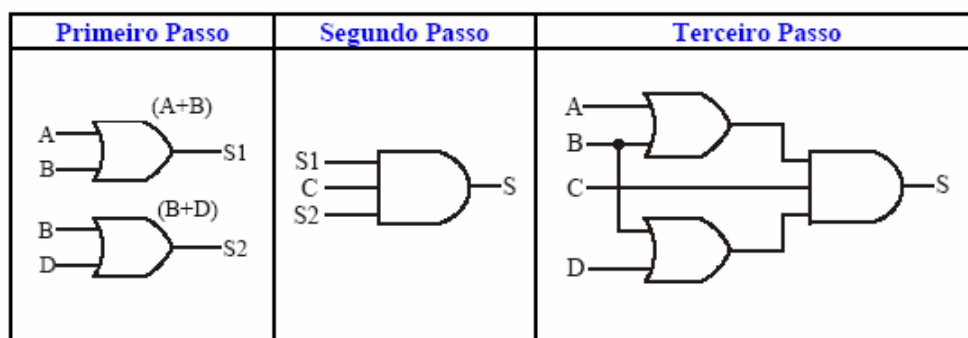 Primeiro Passo
Segundo Passo
Terceiro Passo
(A+B)
A
B
S1
(B+D)
B
D
S2
S1
C
S2
S
A
B
C
D
S